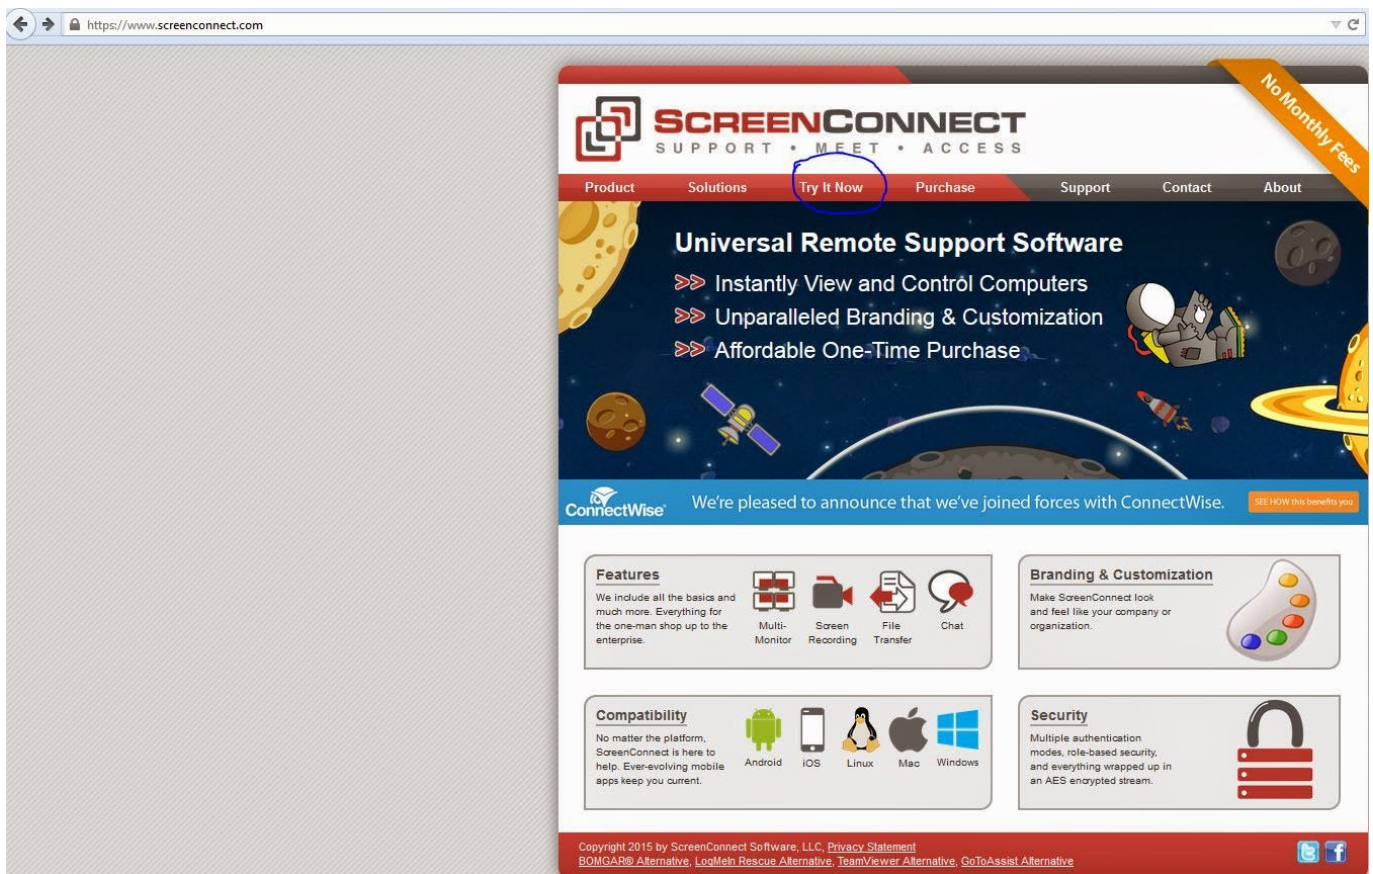 https://www.screenconnect.com
No Monthly Fees
SCREENCONNECT
SUPPORT • MEET • ACCESS
Product Solutions Try It Now Purchase Support Contact About
Universal Remote Support Software
>> Instantly View and Control Computers
>> Unparalleled Branding & Customization
>> Affordable One-Time Purchase
ConnectWise We're pleased to announce that we've joined forces with ConnectWise. SEE HOW this benefits you
Features
We include all the basics and
much more. Everything for
the one-man shop up to the
enterprise.
Multi-
Monitor
Screen
Recording
File
Transfer
Chat
Branding & Customization
Make ScreenConnect look
and feel like your company or
organization.
Compatibility
No matter the platform,
ScreenConnect is here to
help. Ever-evolving mobile
apps keep you current.
Android iOS Linux Mac Windows
Security
Multiple authentication
modes, role-based security,
and everything wrapped up in
an AES encrypted stream.
Copyright 2015 by ScreenConnect Software, LLC, Privacy Statement
BOMGAR® Alternative, LogMeIn Rescue Alternative, TeamViewer Alternative, GoToAssist Alternative